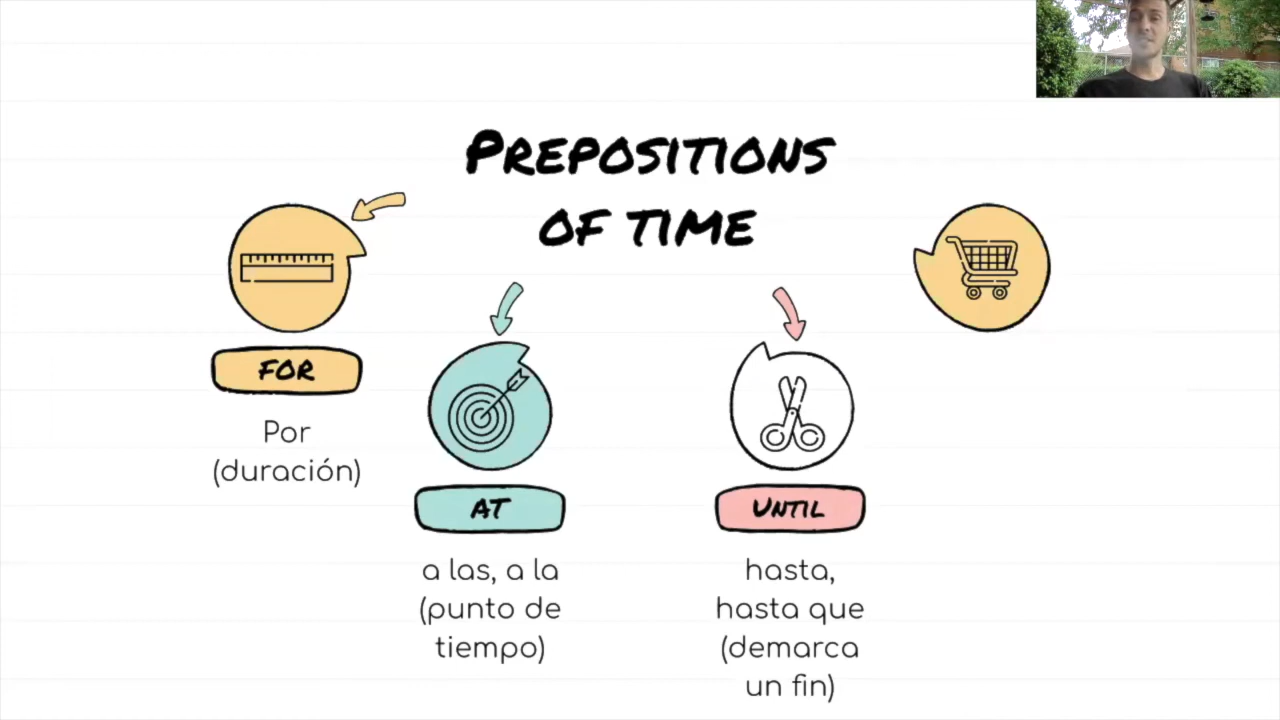 PREPOSITIONS
OF TIME
FOR
Por
(duración)
AT
a las, a la
(punto de
tiempo)
UNTIL
hasta,
hasta que
(demarca
un fin)